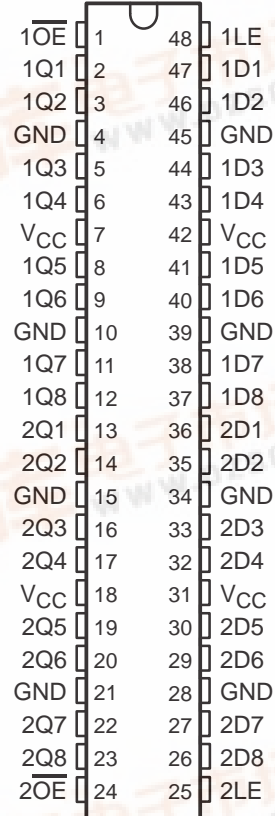 1O̅E̅ 1 48 1LE
1Q1 2 47 1D1
1Q2 3 46 1D2
GND 4 45 GND
1Q3 5 44 1D3
1Q4 6 43 1D4
VCC 7 42 VCC
1Q5 8 41 1D5
1Q6 9 40 1D6
GND 10 39 GND
1Q7 11 38 1D7
1Q8 12 37 1D8
2Q1 13 36 2D1
2Q2 14 35 2D2
GND 15 34 GND
2Q3 16 33 2D3
2Q4 17 32 2D4
VCC 18 31 VCC
2Q5 19 30 2D5
2Q6 20 29 2D6
GND 21 28 GND
2Q7 22 27 2D7
2Q8 23 26 2D8
2O̅E̅ 24 25 2LE